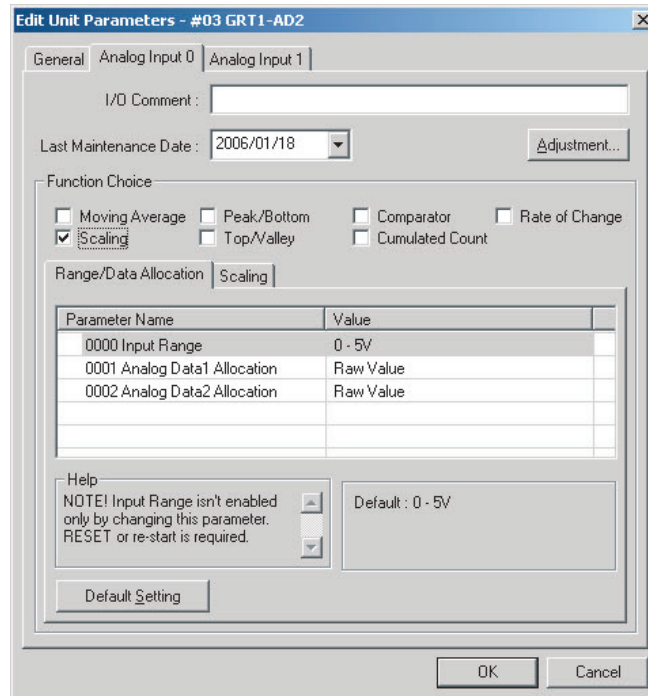 Edit Unit Parameters - #03 GRT1-AD2
General Analog Input 0 Analog Input 1
I/O Comment :
Last Maintenance Date : 2006/01/18 Adjustment...
Function Choice
Moving Average Peak/Bottom Comparator Rate of Change
Scaling Top/Valley Cumulated Count
Range/Data Allocation Scaling
Parameter Name Value
0000 Input Range 0 - 5V
0001 Analog Data1 Allocation Raw Value
0002 Analog Data2 Allocation Raw Value
Help
NOTE! Input Range isn't enabled
only by changing this parameter.
RESET or re-start is required.
Default : 0 - 5V
Default Setting
OK Cancel